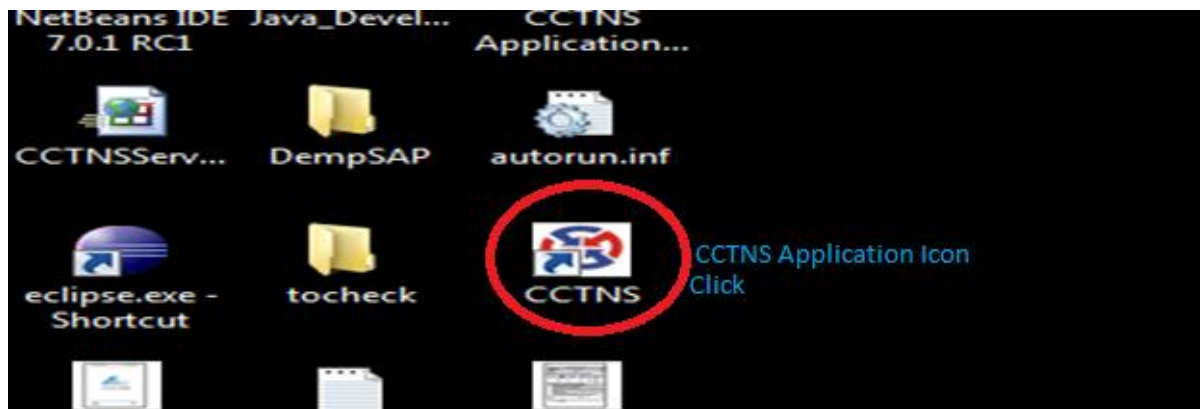 NetBeans IDE
7.0.1 RC1
Java_Devel...
CCTNS
Application...
CCTNSServ...
DempSAP
autorun.inf
eclipse.exe -
Shortcut
tocheck
CCTNS
CCTNS Application Icon
Click